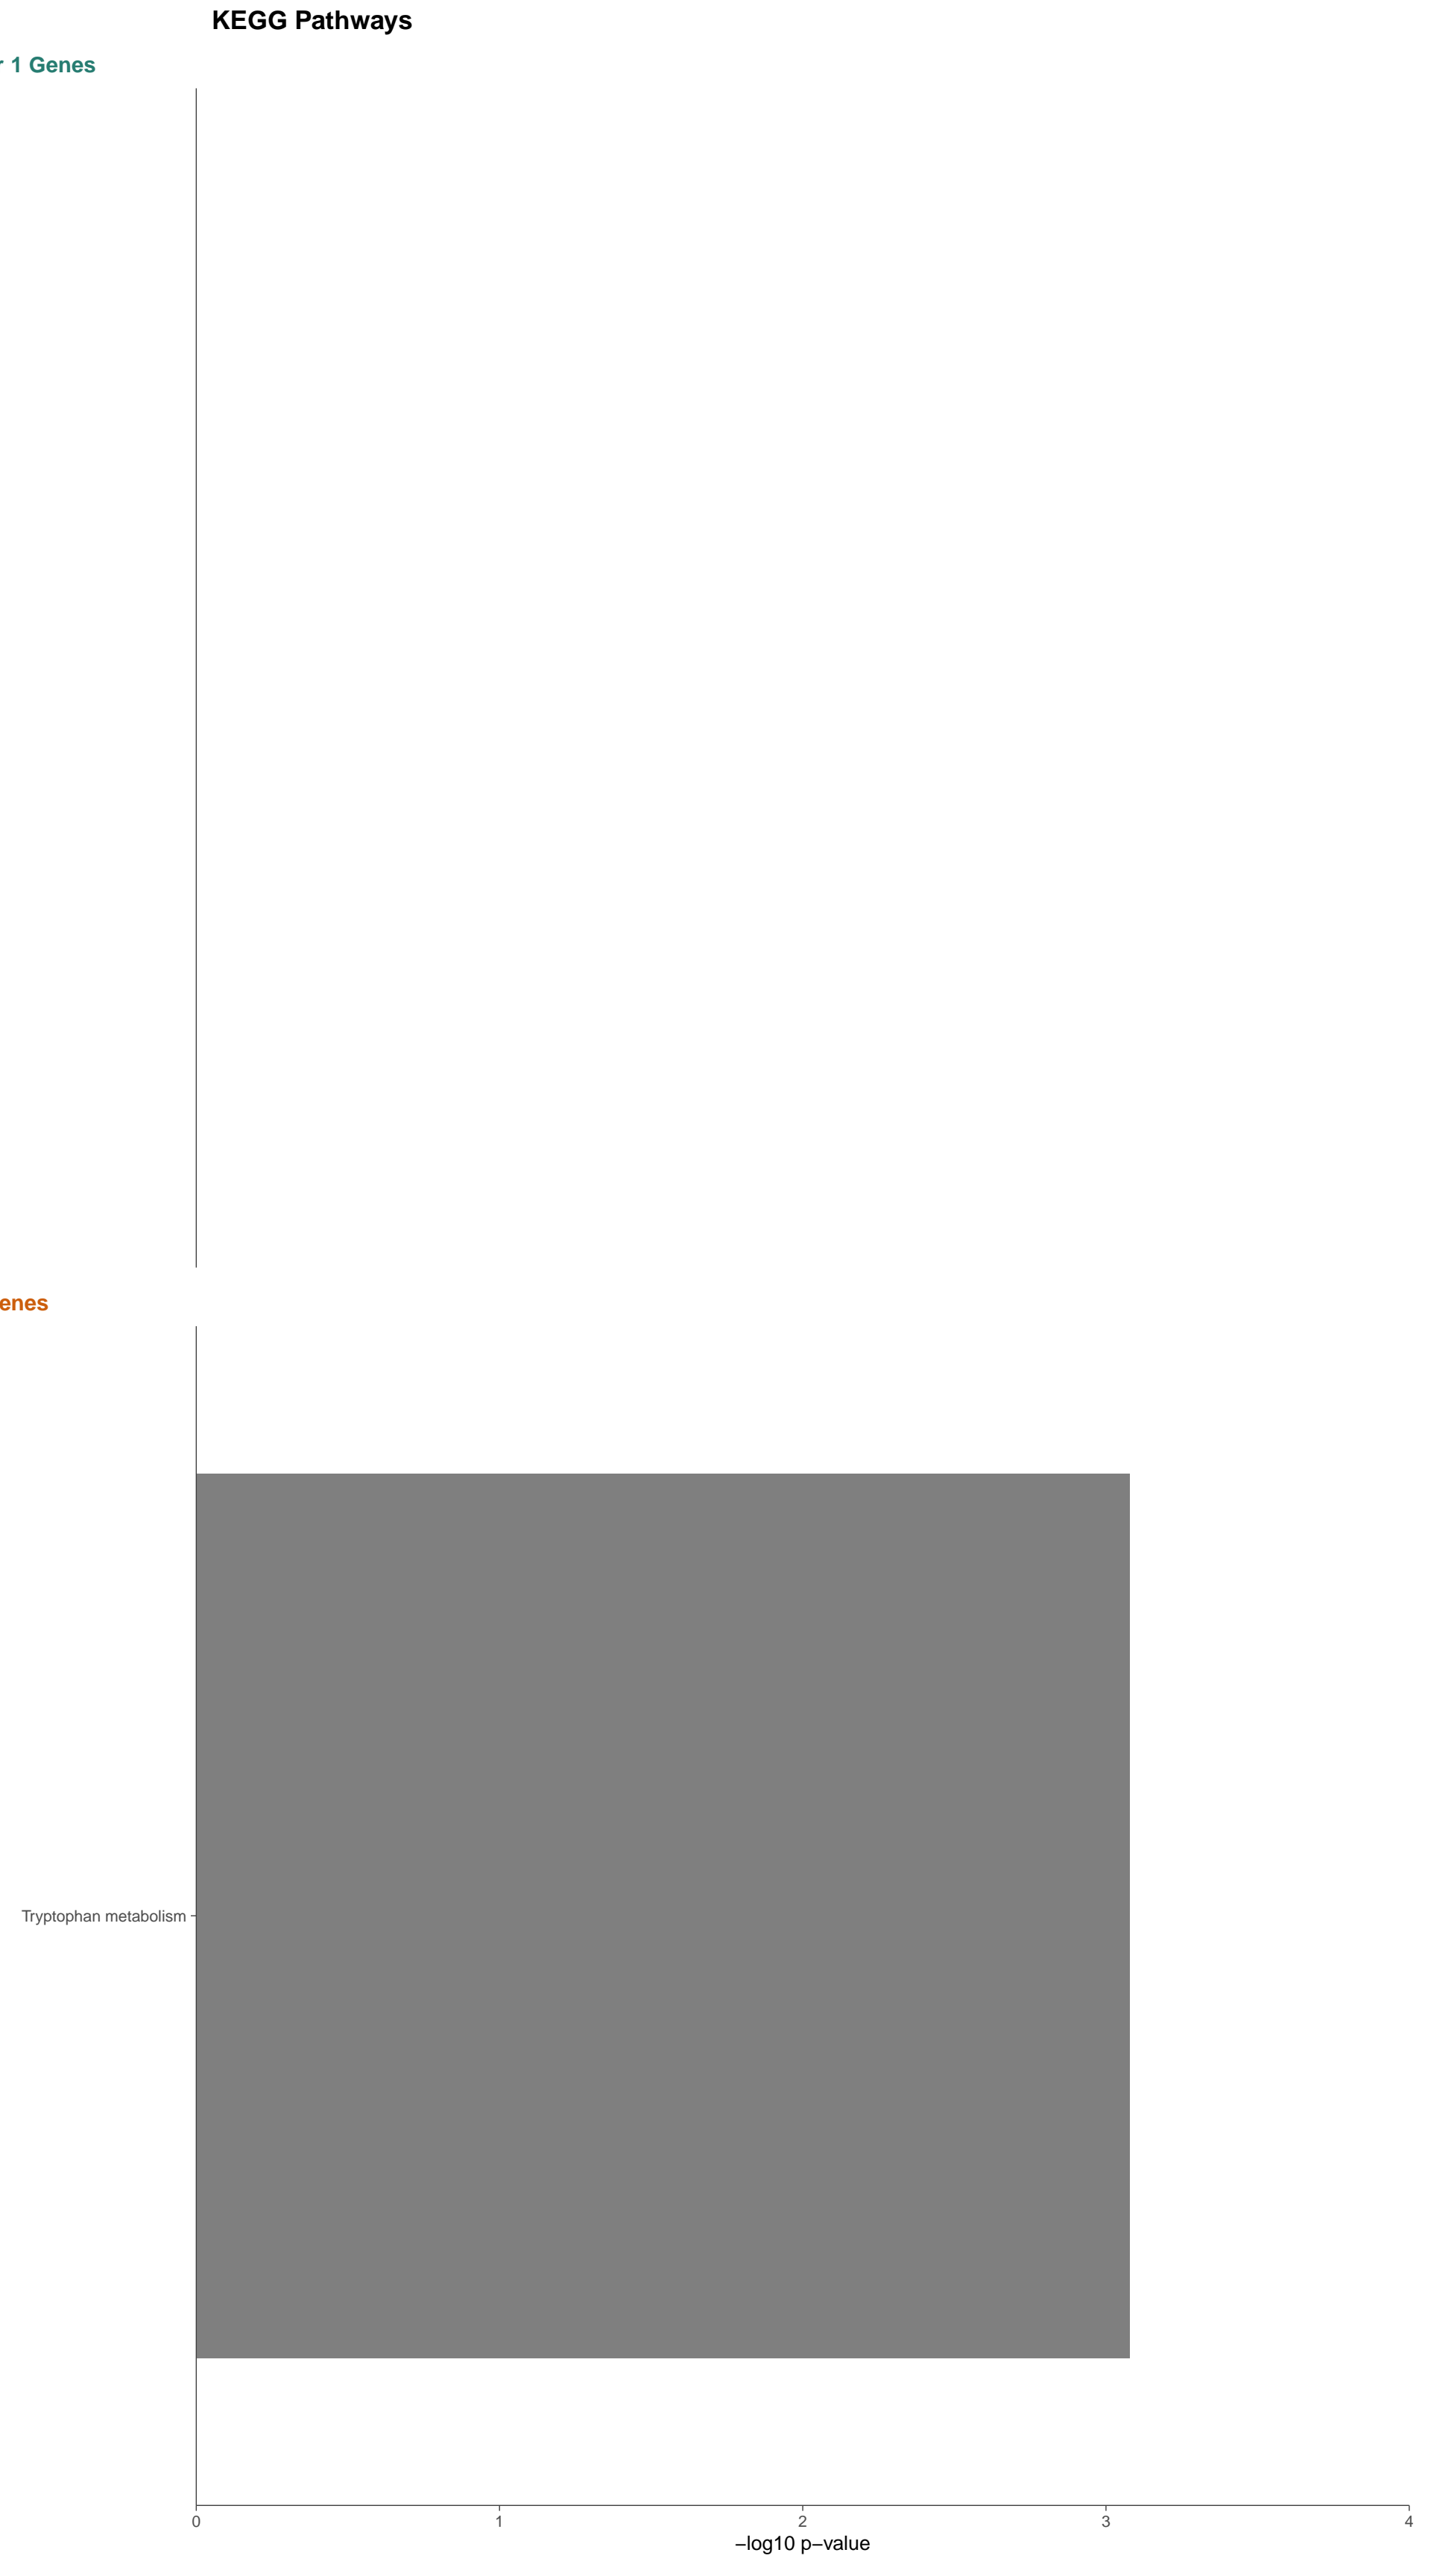 KEGG Pathways
r 1 Genes
enes
Tryptophan metabolism
0 1 2 3 4
−log10 p−value